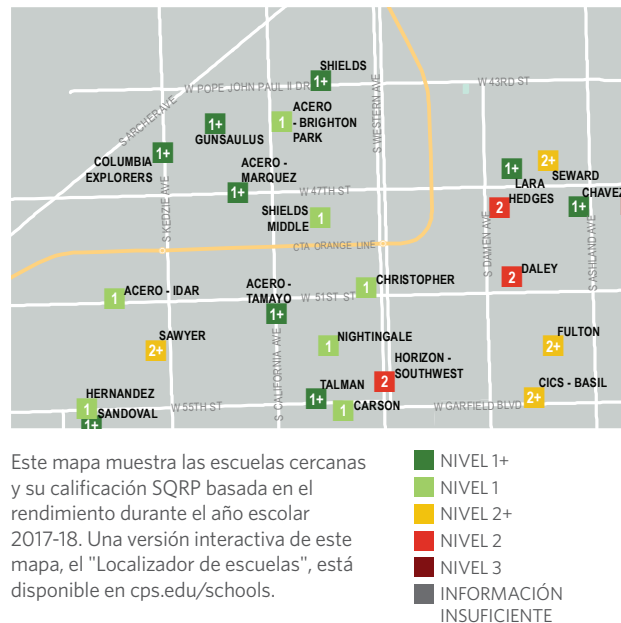 SHIELDS
1+
W POPE JOHN PAUL II DR
W 43RD ST
S ARCHER AVE
1+
GUNSAULUS
1
ACERO
- BRIGHTON
PARK
S WESTERN AVE
1+
COLUMBIA
EXPLORERS
ACERO -
MARQUEZ
1+
W 47TH ST
2+
SEWARD
1+
LARA
HEDGES
2
1+
CHAVEZ
S KEDZIE AVE
SHIELDS
MIDDLE
1
CTA ORANGE LINE
S DAMEN AVE
S ASHLAND AVE
2
DALEY
1
ACERO - IDAR
ACERO -
TAMAYO
1+
W 51ST ST
1
CHRISTOPHER
SAWYER
2+
S CALIFORNIA AVE
1
NIGHTINGALE
FULTON
2+
HORIZON -
SOUTHWEST
2
HERNANDEZ
1
SANDOVAL
1+
W 55TH ST
TALMAN
1+
1
CARSON
W GARFIELD BLVD
CICS - BASIL
2+
Este mapa muestra las escuelas cercanas
y su calificación SQRP basada en el
rendimiento durante el año escolar
2017-18. Una versión interactiva de este
mapa, el "Localizador de escuelas", está
disponible en cps.edu/schools.
NIVEL 1+
NIVEL 1
NIVEL 2+
NIVEL 2
NIVEL 3
INFORMACIÓN
INSUFICIENTE